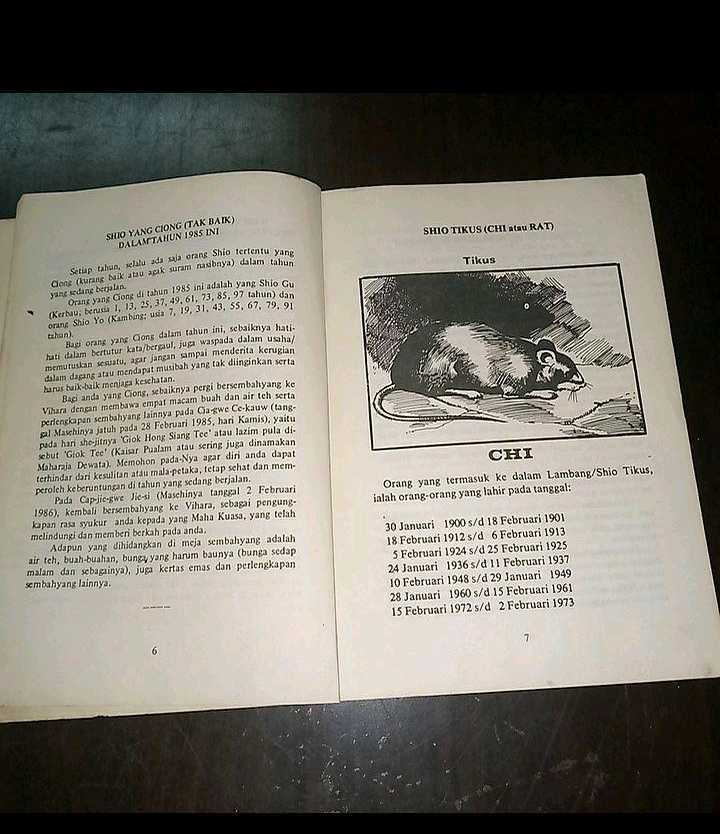 SHIO YANG CIONG (TAK BAIK)
DALAM TAHUN 1985 INI
Setiap tahun, selalu ada saja orang Shio tertentu yang
Ciong (kurang baik atau agak suram nasibnya) dalam tahun
yang sedang berjalan.
Orang yang Ciong di tahun 1985 ini adalah yang Shio Gu
(Kerbau; berusia 1, 13, 25, 37, 49, 61, 73, 85, 97 tahun) dan
orang Shio Yo (Kambing; usia 7, 19, 31, 43, 55, 67, 79, 91
tahun).
Bagi orang yang Ciong dalam tahun ini, sebaiknya hati-
hati dalam bertutur kata/bergaul, juga waspada dalam usaha/
memutuskan sesuatu, agar jangan sampai menderita kerugian
dalam dagang atau mendapat musibah yang tak diinginkan serta
harus baik-baik menjaga kesehatan.
Bagi anda yang Ciong, sebaiknya pergi bersembahyang ke
Vihara dengan membawa empat macam buah dan air teh serta
perlengkapan sembahyang lainnya pada Cia-gwe Ce-kauw (tang-
gal Masehinya jatuh pada 28 Februari 1985, hari Kamis), yaitu
pada hari she-jitnya 'Giok Hong Siang Tee' atau lazim pula di-
sebut 'Giok Tee' (Kaisar Pualam atau sering juga dinamakan
Maharaja Dewata). Memohon pada-Nya agar diri anda dapat
terhindar dari kesulitan atau mala-petaka, tetap sehat dan mem-
peroleh keberuntungan di tahun yang sedang berjalan.
Pada Cap-jie-gwe Jie-si (Masehinya tanggal 2 Februari
1986), kembali bersembahyang ke Vihara, sebagai pengung-
kapan rasa syukur anda kepada yang Maha Kuasa, yang telah
melindungi dan memberi berkah pada anda.
Adapun yang dihidangkan di meja sembahyang adalah
air teh, buah-buahan, bunga yang harum baunya (bunga sedap
malam dan sebagainya), juga kertas emas dan perlengkapan
sembahyang lainnya.
6
SHIO TIKUS (CHI atau RAT)
Tikus
CHI
Orang yang termasuk ke dalam Lambang/Shio Tikus,
ialah orang-orang yang lahir pada tanggal:
30 Januari 1900 s/d 18 Februari 1901
18 Februari 1912 s/d 6 Februari 1913
5 Februari 1924 s/d 25 Februari 1925
24 Januari 1936 s/d 11 Februari 1937
10 Februari 1948 s/d 29 Januari 1949
28 Januari 1960 s/d 15 Februari 1961
15 Februari 1972 s/d 2 Februari 1973
7